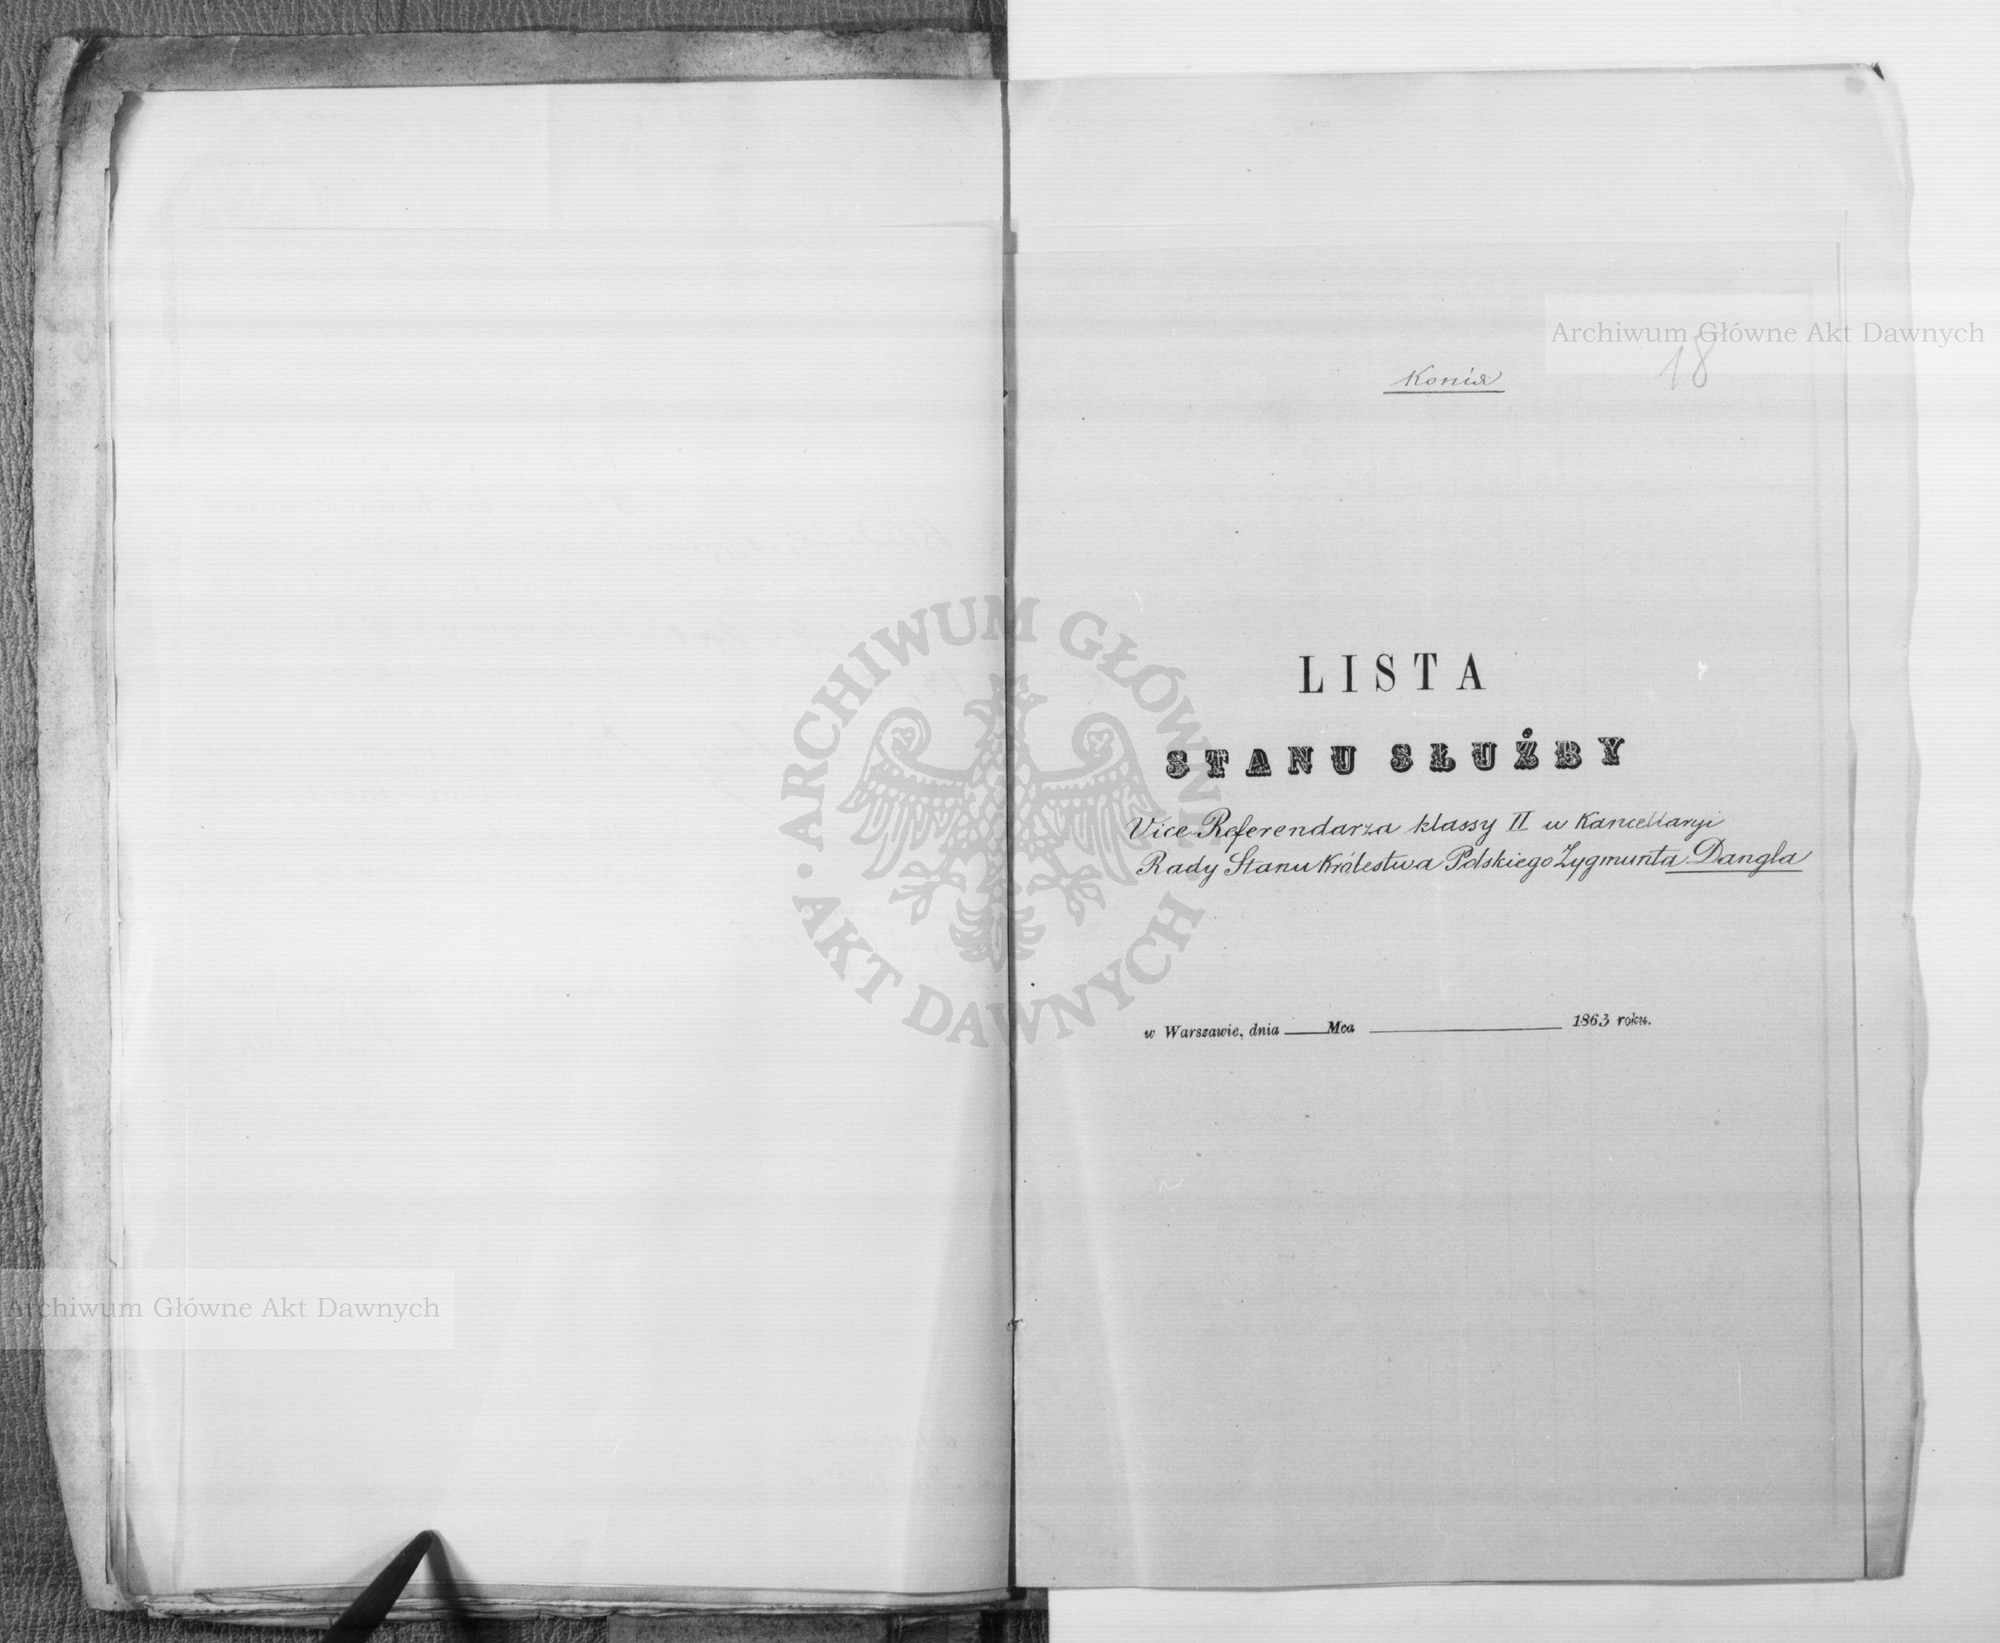 Archiwum Główne Akt Dawnych
18
Kopia
LISTA
STANU SŁUŻBY
Vice Referendarza klassy II w Kancellaryi
Rady Stanu Królestwa Polskiego Zygmunta Dangla
w Warszawie, dnia Mca 1863 roku.
ARCHIWUM GŁÓWNE
AKT DAWNYCH
Archiwum Główne Akt Dawnych